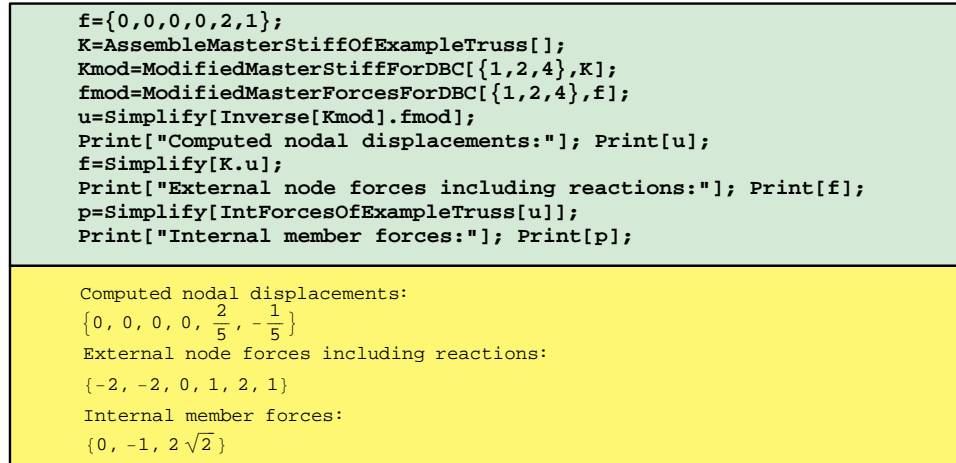 f={0,0,0,0,2,1};
K=AssembleMasterStiffOfExampleTruss[];
Kmod=ModifiedMasterStiffForDBC[{1,2,4},K];
fmod=ModifiedMasterForcesForDBC[{1,2,4},f];
u=Simplify[Inverse[Kmod].fmod];
Print["Computed nodal displacements:"]; Print[u];
f=Simplify[K.u];
Print["External node forces including reactions:"]; Print[f];
p=Simplify[IntForcesOfExampleTruss[u]];
Print["Internal member forces:"]; Print[p];
Computed nodal displacements:
{0, 0, 0, 0, 2/5, -1/5}
External node forces including reactions:
{-2, -2, 0, 1, 2, 1}
Internal member forces:
{0, -1, 2√2}